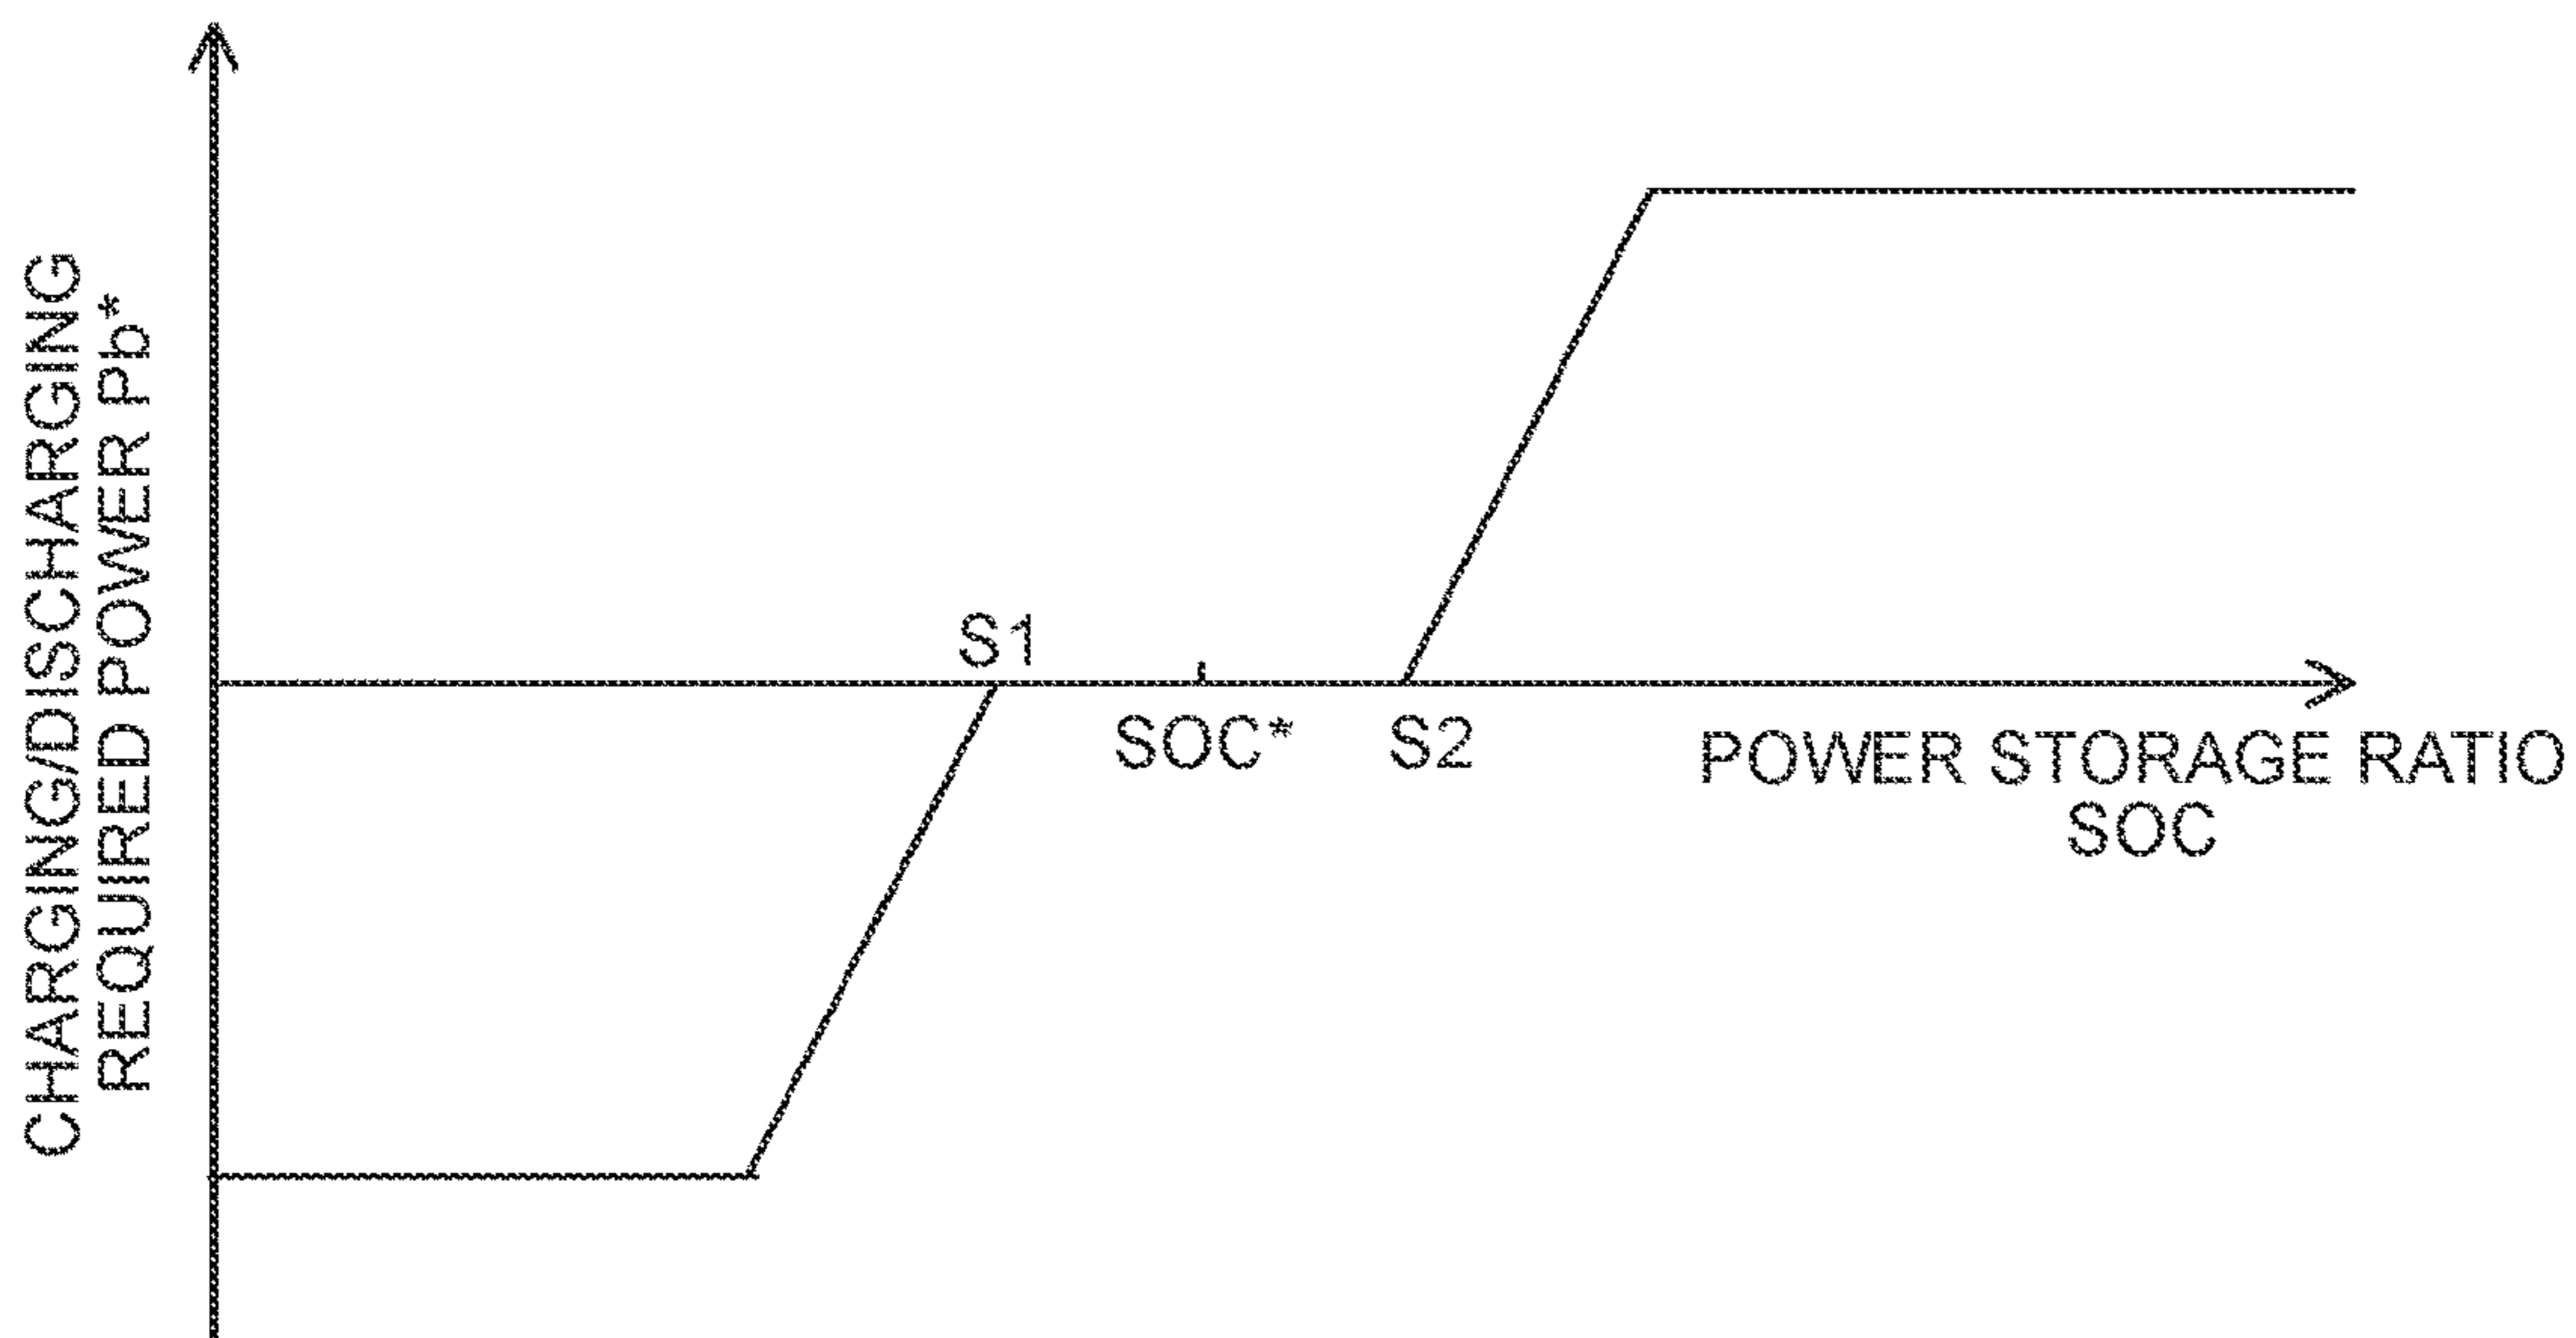 CHARGING/DISCHARGING
REQUIRED POWER Pb*
S1
SOC*
S2
POWER STORAGE RATIO
SOC